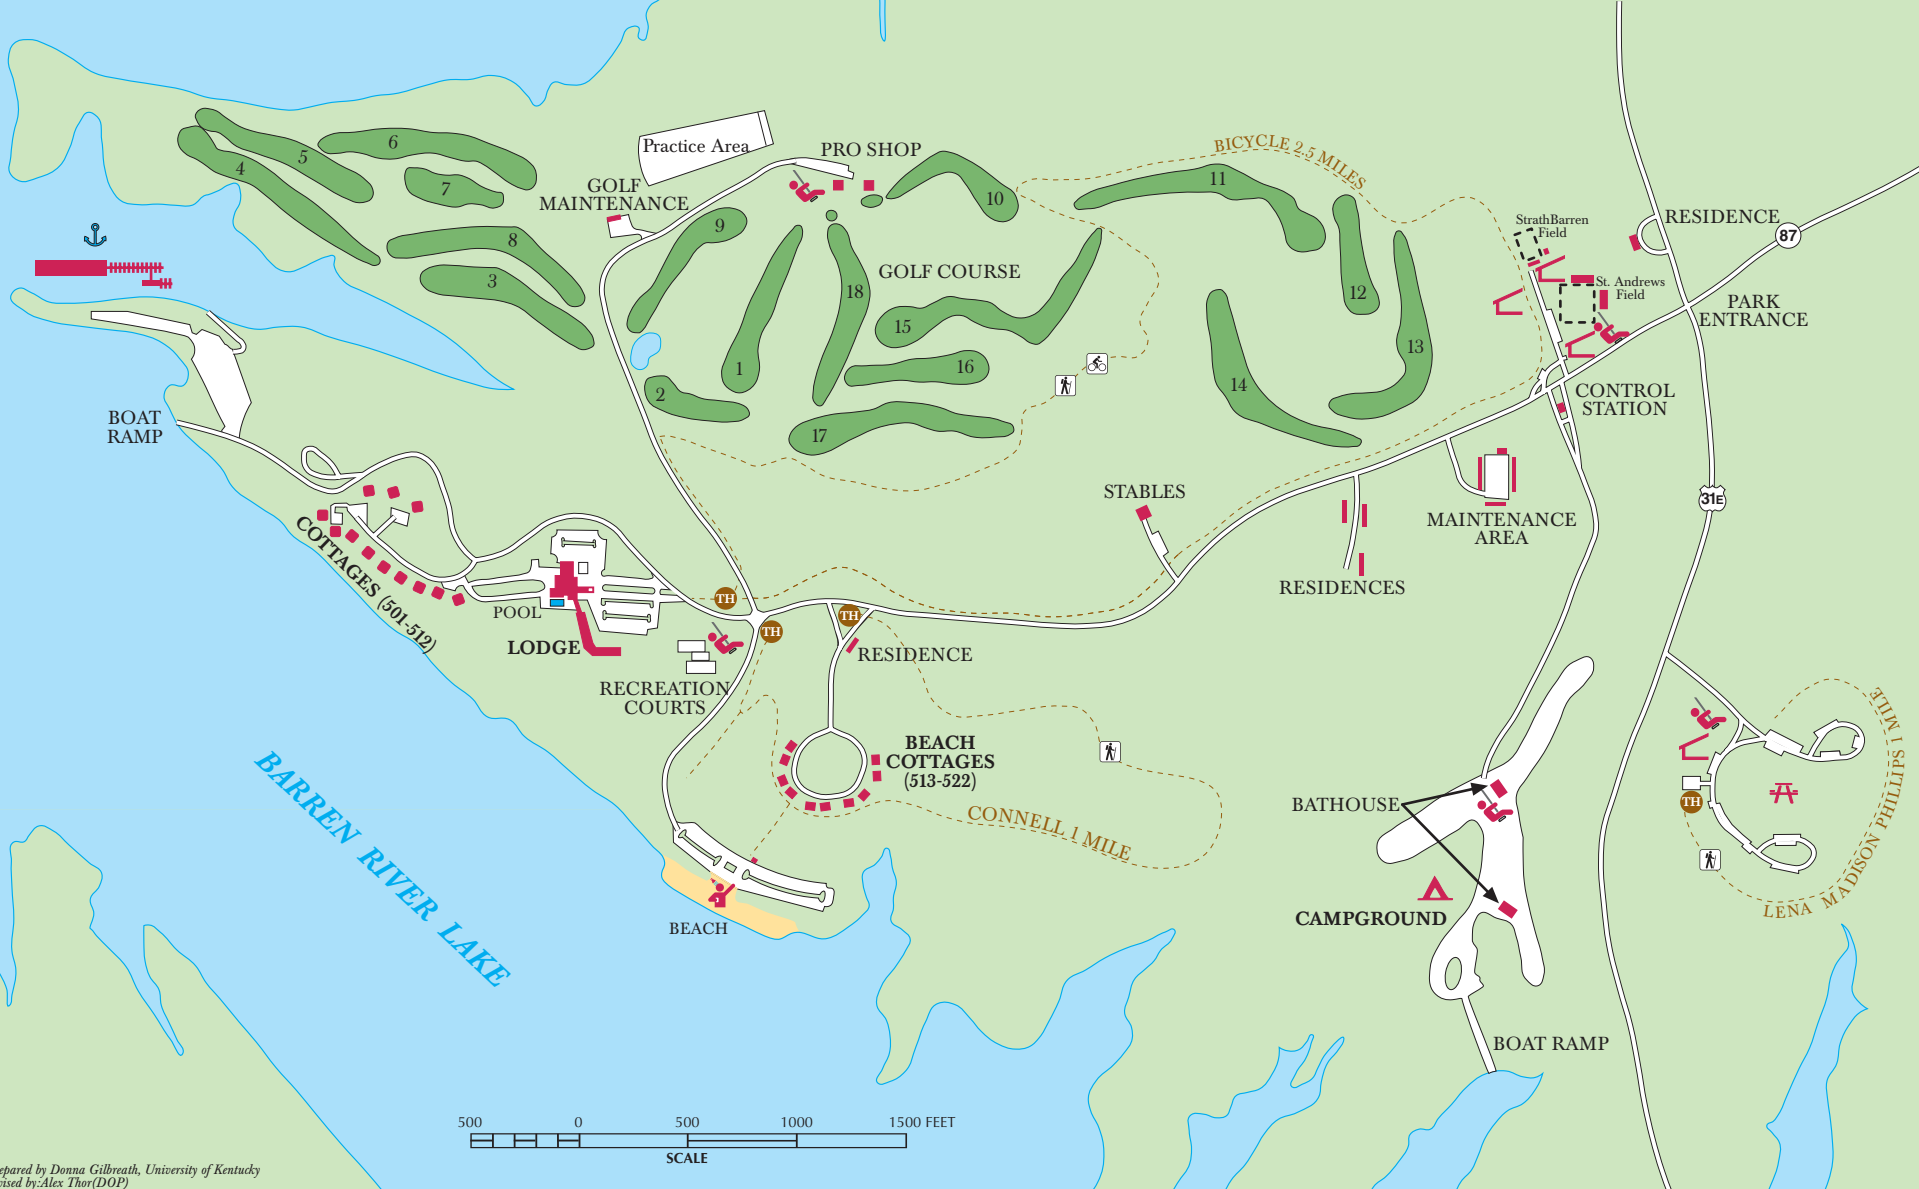 BICYCLE 2.5 MILES
Practice Area
PRO SHOP
GOLF
MAINTENANCE
GOLF COURSE
1
2
3
4
5
6
7
8
9
10
11
12
13
14
15
16
17
18
StrathBarren
Field
St. Andrews
Field
RESIDENCE
87
PARK
ENTRANCE
CONTROL
STATION
31E
MAINTENANCE
AREA
STABLES
RESIDENCES
BOAT
RAMP
COTTAGES (501-512)
POOL
LODGE
TH
TH
TH
RESIDENCE
RECREATION
COURTS
BEACH
COTTAGES
(513-522)
CONNELL 1 MILE
BATHOUSE
CAMPGROUND
TH
LENA MADISON PHILLIPS 1 MILE
BARREN RIVER LAKE
BEACH
BOAT RAMP
500 0 500 1000 1500 FEET
SCALE
by Donna Gilbreath, University of Kentucky
by:Alex Thor(DOP)